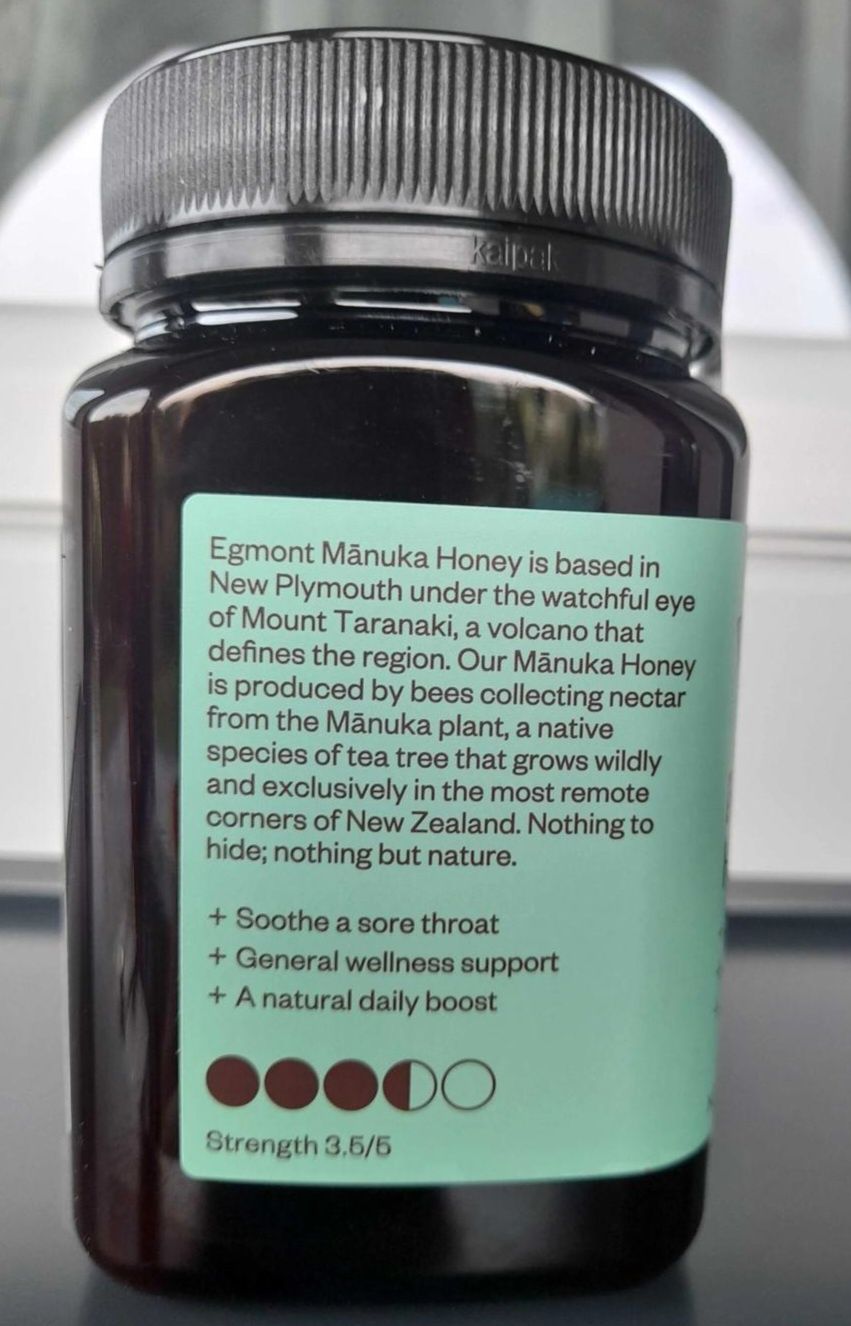 kaipak
Egmont Mānuka Honey is based in
New Plymouth under the watchful eye
of Mount Taranaki, a volcano that
defines the region. Our Mānuka Honey
is produced by bees collecting nectar
from the Mānuka plant, a native
species of tea tree that grows wildly
and exclusively in the most remote
corners of New Zealand. Nothing to
hide; nothing but nature.
+ Soothe a sore throat
+ General wellness support
+ A natural daily boost
Strength 3.5/5